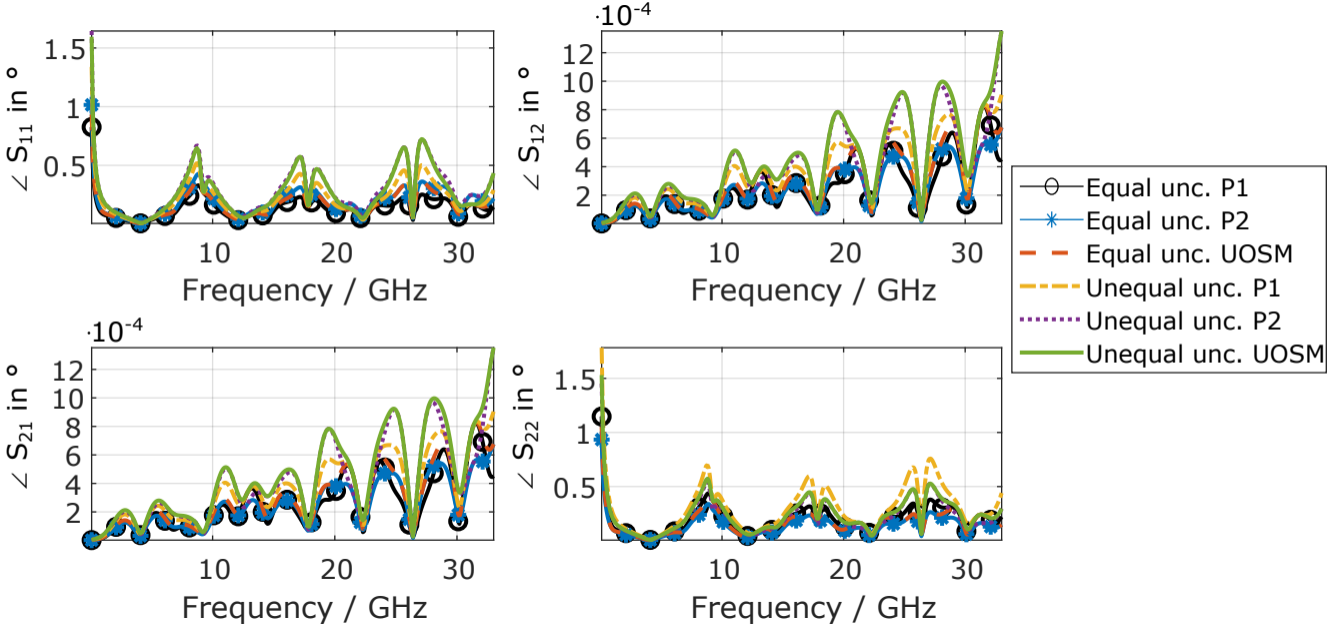 ∠ S11 in °
1.5
1
0.5
10 20 30
Frequency / GHz
·10-4
∠ S12 in °
12
10
8
6
4
2
10 20 30
Frequency / GHz
Equal unc. P1
Equal unc. P2
Equal unc. UOSM
Unequal unc. P1
Unequal unc. P2
Unequal unc. UOSM
·10-4
∠ S21 in °
12
10
8
6
4
2
10 20 30
Frequency / GHz
∠ S22 in °
1.5
1
0.5
10 20 30
Frequency / GHz